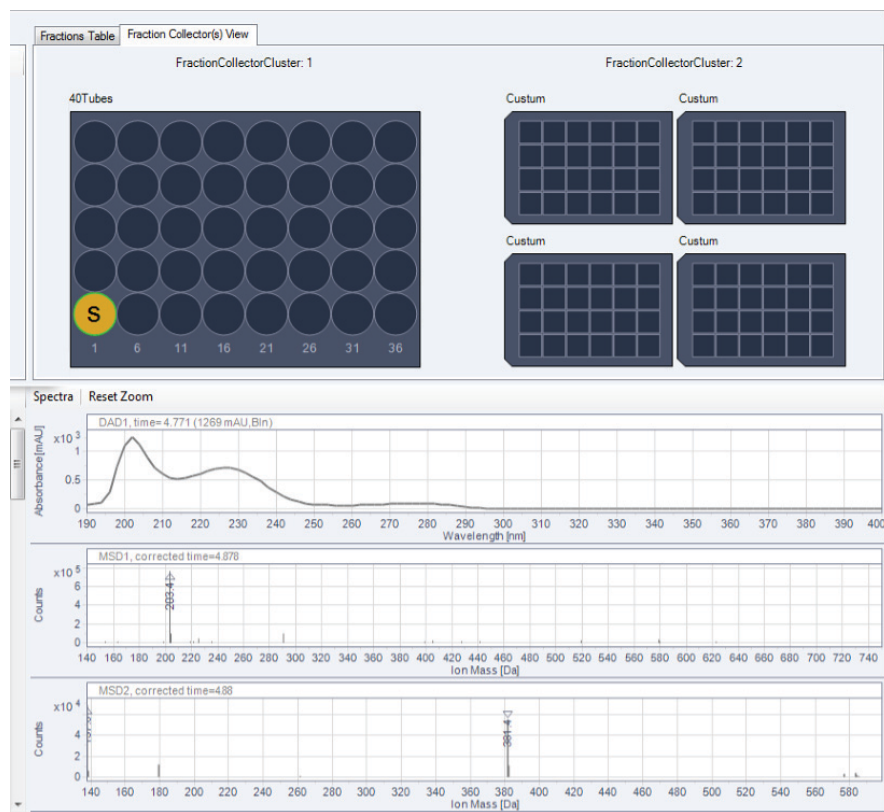 Fractions Table Fraction Collector(s) View
FractionCollectorCluster: 1 FractionCollectorCluster: 2
40Tubes Custum Custum
Custum Custum
S
1 6 11 16 21 26 31 36
Spectra Reset Zoom
DAD1, time= 4.771 (1269 mAU,Bln)
Absorbance [mAU]
x10 3
1
0.5
0
190 200 210 220 230 240 250 260 270 280 290 300 310 320 330 340 350 360 370 380 390 400
Wavelength [nm]
MSD1, corrected time=4.878
Counts
x10 5
6
4
2
0
203.4
140 160 180 200 220 240 260 280 300 320 340 360 380 400 420 440 460 480 500 520 540 560 580 600 620 640 660 680 700 720 740
Ion Mass [Da]
MSD2, corrected time=4.88
Counts
x10 4
4
2
0
381.4
140 160 180 200 220 240 260 280 300 320 340 360 380 400 420 440 460 480 500 520 540 560 580
Ion Mass [Da]